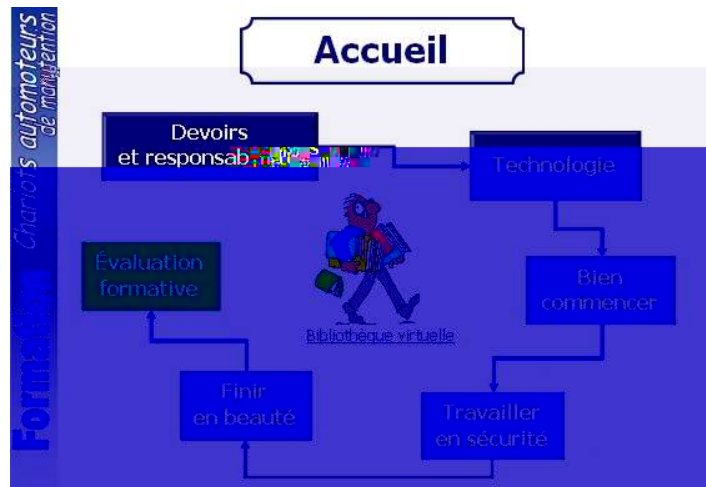 Accueil
Formation Chariots automoteurs
de manutention
Devoirs
et
Technologie
Bien
commencer
Travailler
en sécurité
Finir
en beauté
Évaluation
formative
Bibliothèque virtuelle